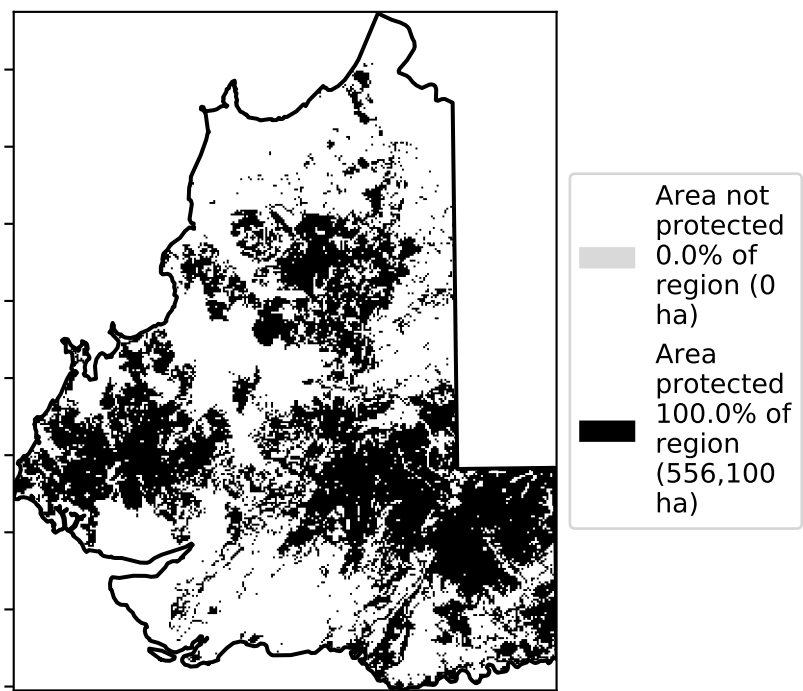 Area not
protected
0.0% of
region (0
ha)
Area
protected
100.0% of
region
(556,100
ha)